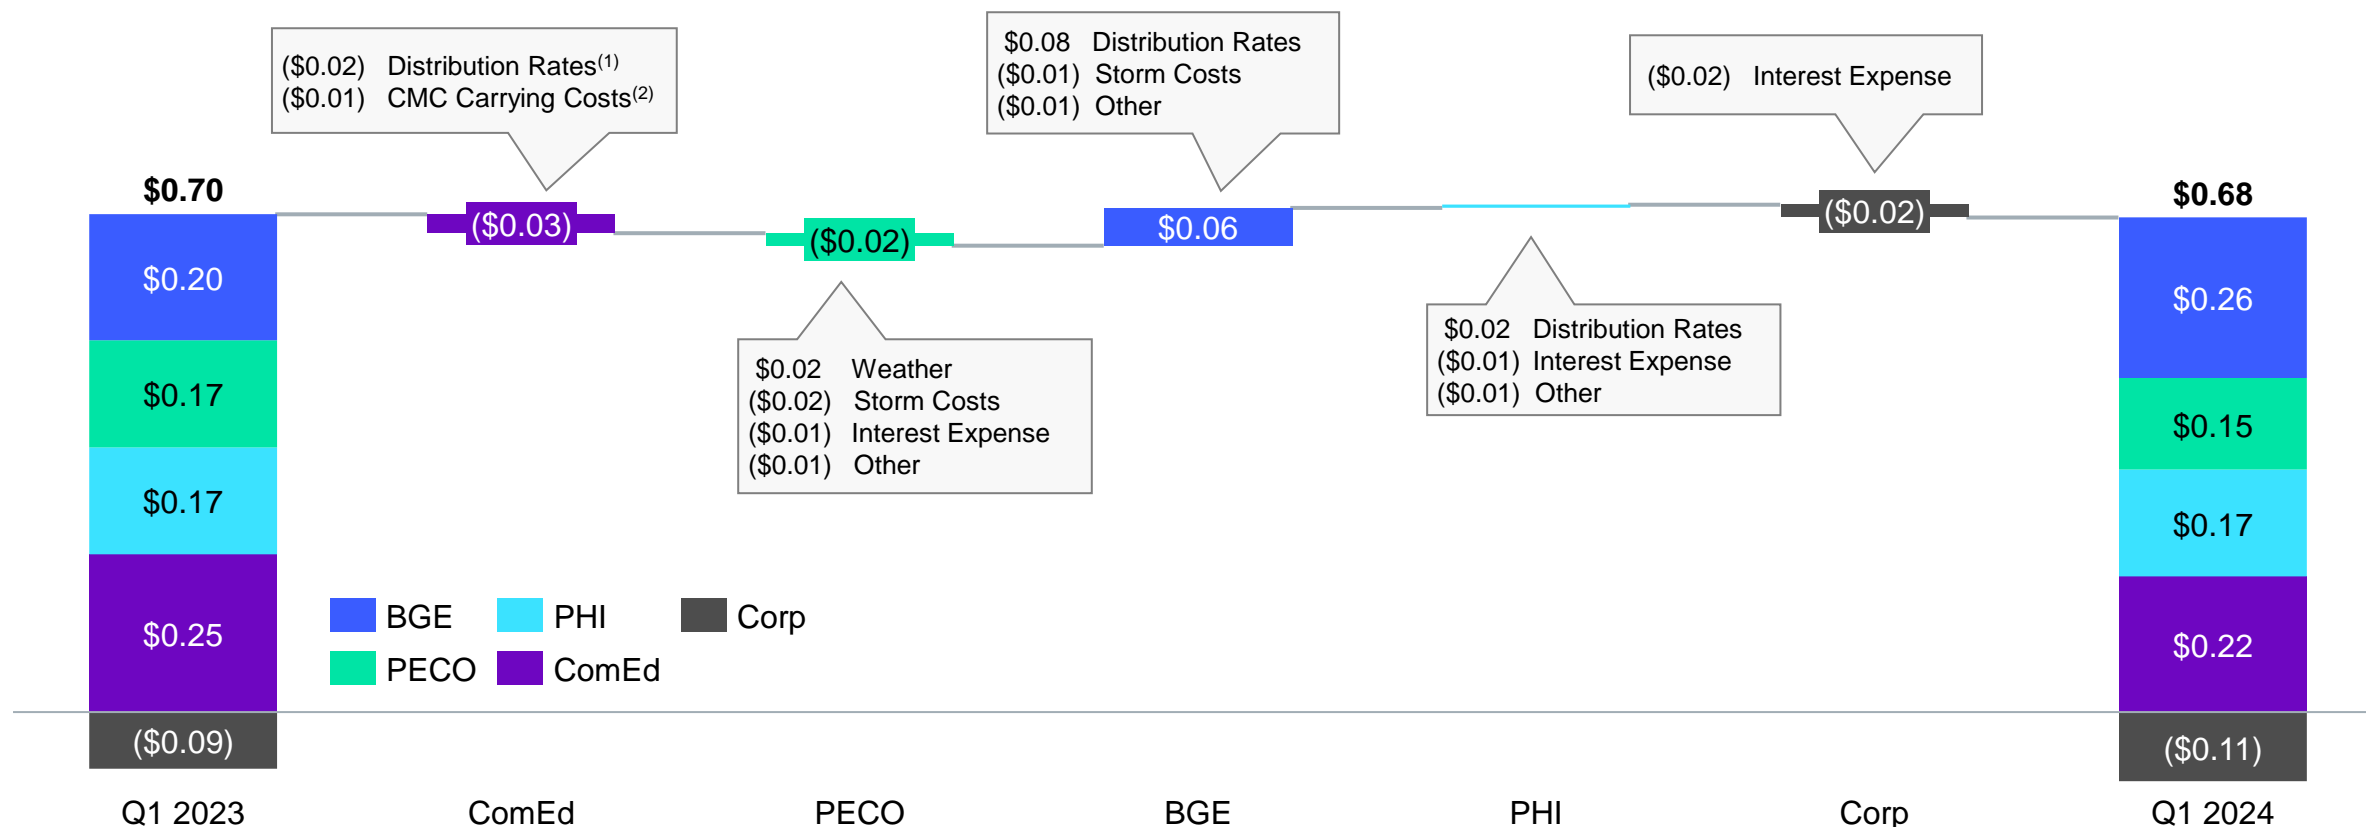 ($0.02) Distribution Rates(1)
($0.01) CMC Carrying Costs(2)
$0.08 Distribution Rates
($0.01) Storm Costs
($0.01) Other
($0.02) Interest Expense
$0.70
$0.20
$0.17
$0.17
$0.25
($0.09)
($0.03)
($0.02)
$0.06
($0.02)
$0.68
$0.26
$0.15
$0.17
$0.22
($0.11)
$0.02 Weather
($0.02) Storm Costs
($0.01) Interest Expense
($0.01) Other
$0.02 Distribution Rates
($0.01) Interest Expense
($0.01) Other
BGE PHI Corp
PECO ComEd
Q1 2023 ComEd PECO BGE PHI Corp Q1 2024